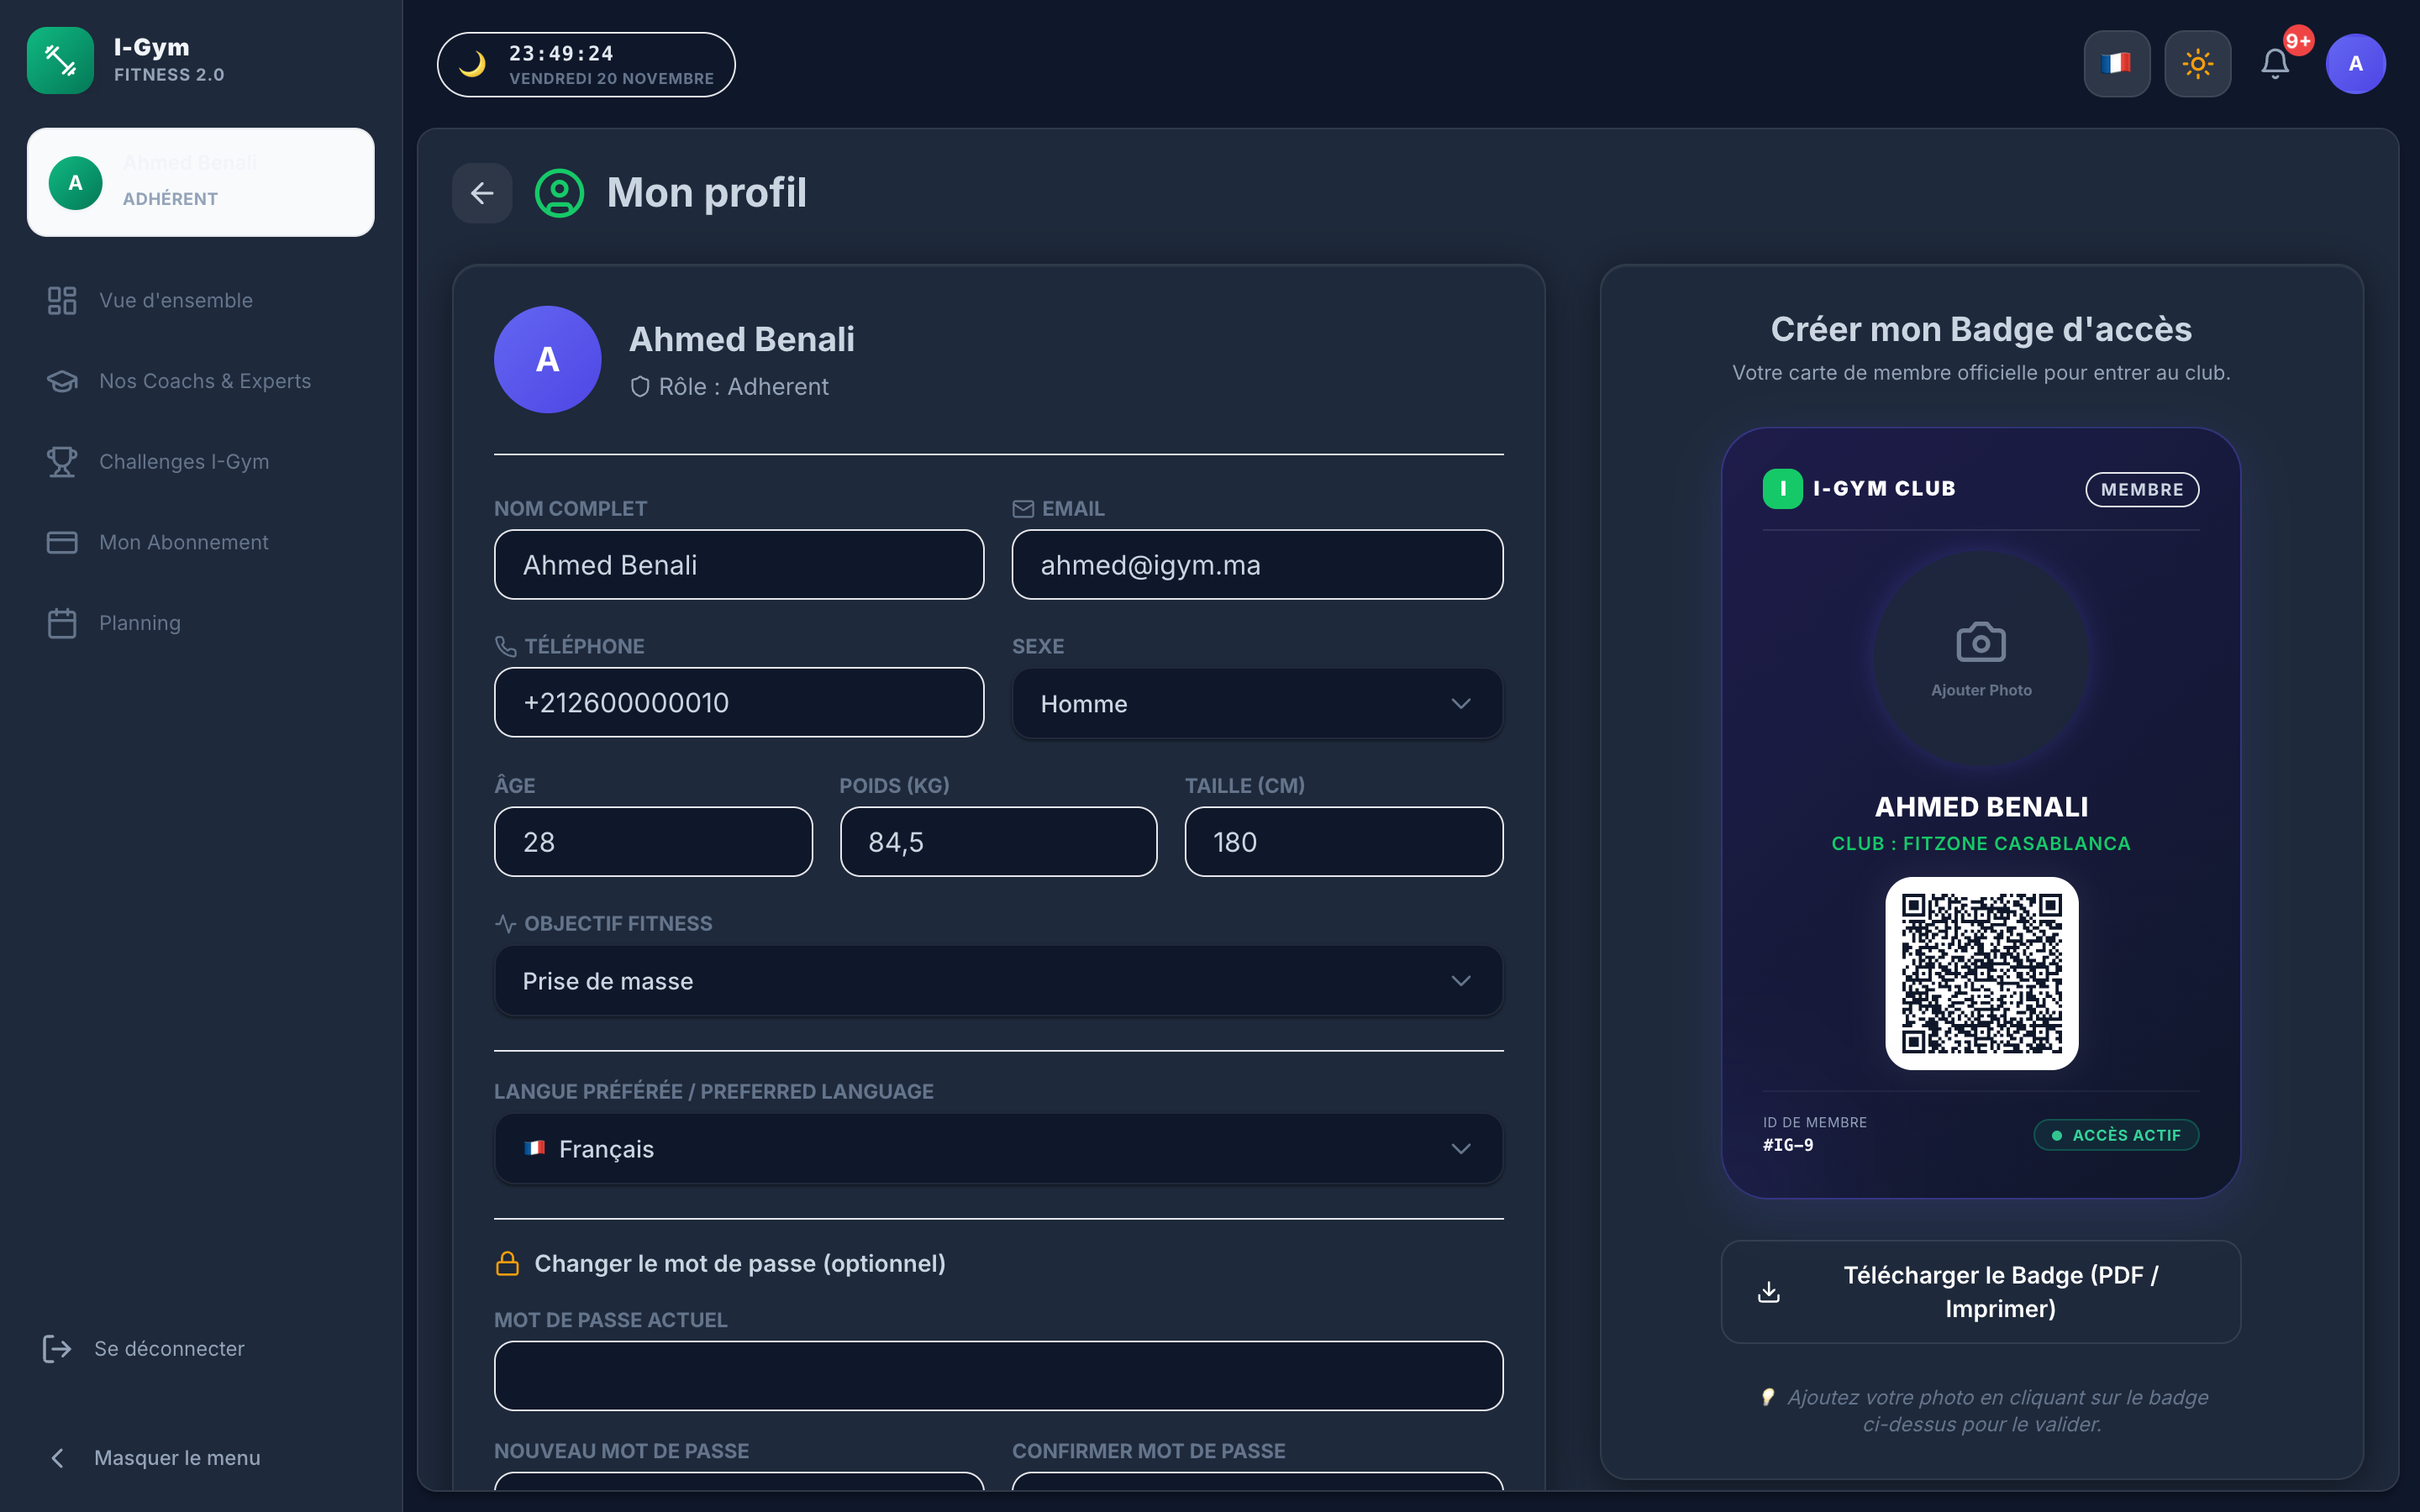 I-Gym
FITNESS 2.0
23:49:24
VENDREDI 20 NOVEMBRE
9+
A
A
Ahmed Benali
ADHÉRENT
Vue d'ensemble
Nos Coachs & Experts
Challenges I-Gym
Mon Abonnement
Planning
Se déconnecter
Masquer le menu
Mon profil
A
Ahmed Benali
Rôle : Adherent
NOM COMPLET
Ahmed Benali
EMAIL
ahmed@igym.ma
TÉLÉPHONE
+212600000010
SEXE
Homme
ÂGE
28
POIDS (KG)
84,5
TAILLE (CM)
180
OBJECTIF FITNESS
Prise de masse
LANGUE PRÉFÉRÉE / PREFERRED LANGUAGE
Français
Changer le mot de passe (optionnel)
MOT DE PASSE ACTUEL
NOUVEAU MOT DE PASSE
CONFIRMER MOT DE PASSE
Créer mon Badge d'accès
Votre carte de membre officielle pour entrer au club.
I
I-GYM CLUB
MEMBRE
Ajouter Photo
AHMED BENALI
CLUB : FITZONE CASABLANCA
ID DE MEMBRE
#IG-9
ACCÈS ACTIF
Télécharger le Badge (PDF /
Imprimer)
Ajoutez votre photo en cliquant sur le badge
ci-dessus pour le valider.